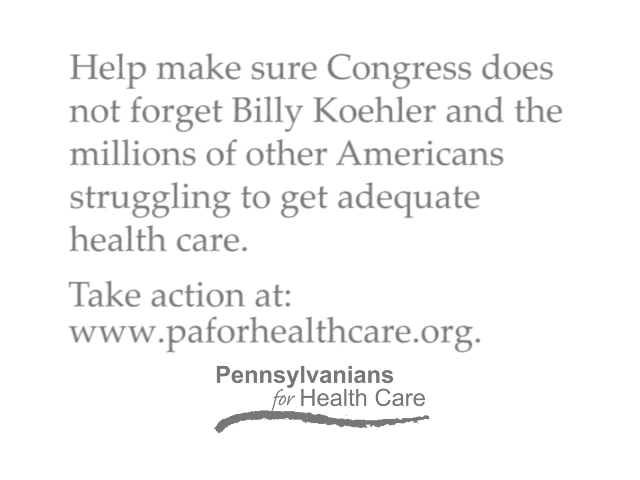 Help make sure Congress does
not forget Billy Koehler and the
millions of other Americans
struggling to get adequate
health care.
Take action at:
www.paforhealthcare.org.
Pennsylvanians
for Health Care